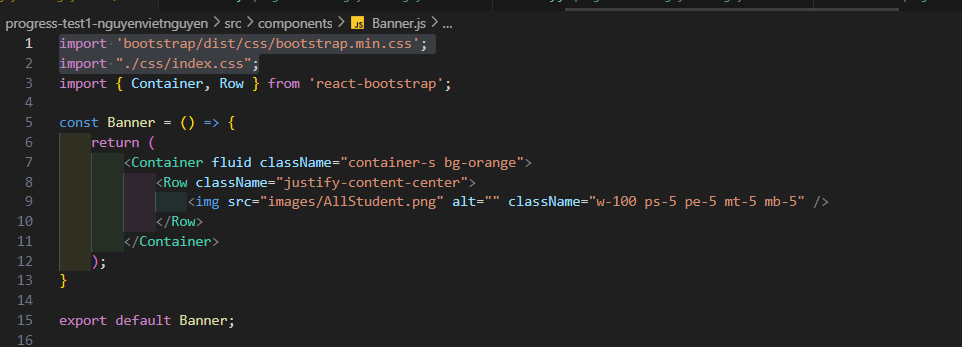 progress-test1-nguyenvietnguyen > src > components > JS Banner.js > ...
1 import 'bootstrap/dist/css/bootstrap.min.css';
2 import "./css/index.css";
3 import { Container, Row } from 'react-bootstrap';
4
5 const Banner = () => {
6     return (
7         <Container fluid className="container-s bg-orange">
8             <Row className="justify-content-center">
9                 <img src="images/AllStudent.png" alt="" className="w-100 ps-5 pe-5 mt-5 mb-5" />
10             </Row>
11         </Container>
12     );
13 }
14
15 export default Banner;
16